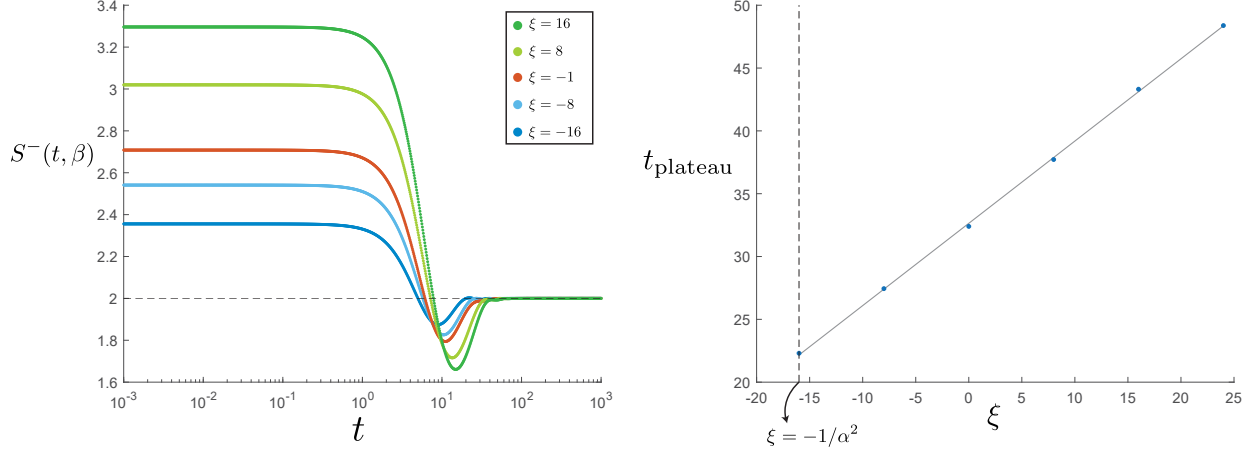 3.4
3.2
3
2.8
2.6
2.4
2.2
2
1.8
1.6
S⁻(t, β)
10⁻³ 10⁻² 10⁻¹ 10⁰ 10¹ 10² 10³
t
ξ = 16
ξ = 8
ξ = −1
ξ = −8
ξ = −16
50
45
40
35
30
25
20
t_plateau
-20 -15 -10 -5 0 5 10 15 20 25
ξ
ξ = −1/α²